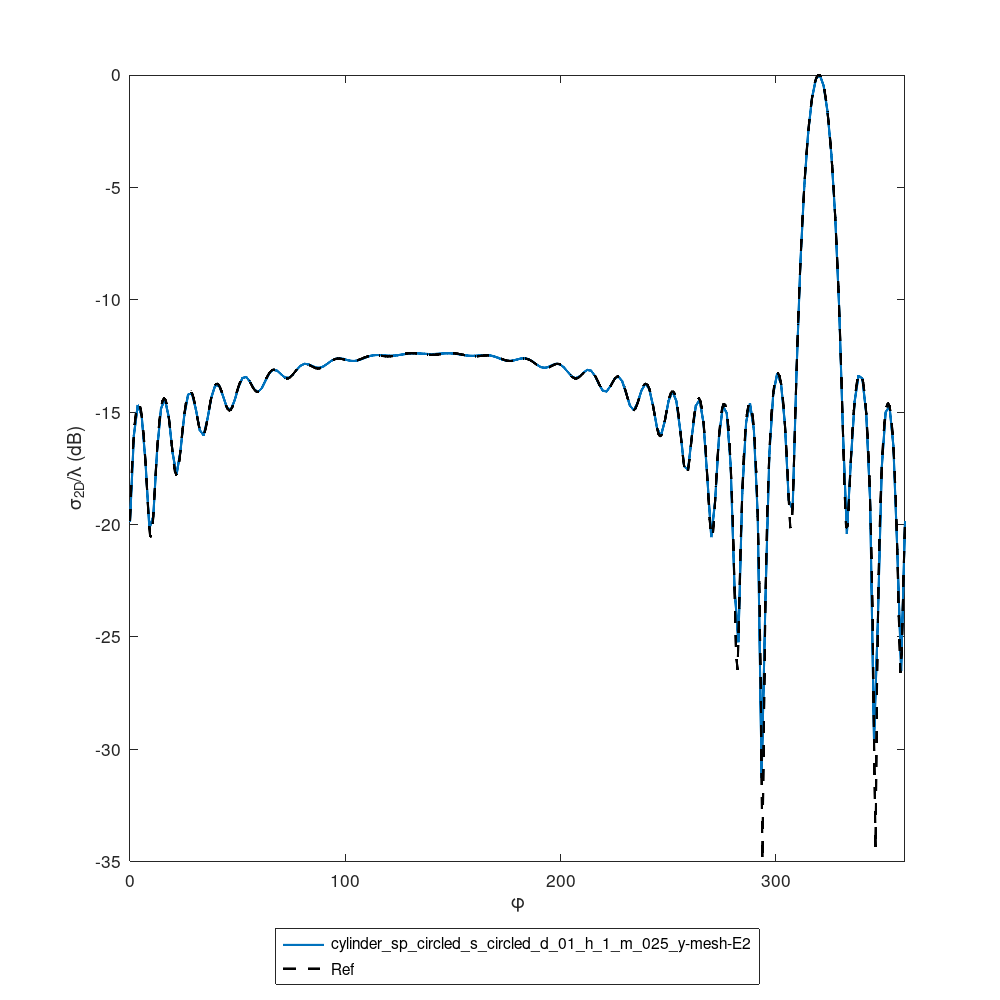 0
-5
-10
-15
-20
-25
-30
-35
σ2D/λ (dB)
0 100 200 300
φ
cylinder_sp_circled_s_circled_d_01_h_1_m_025_y-mesh-E2
Ref